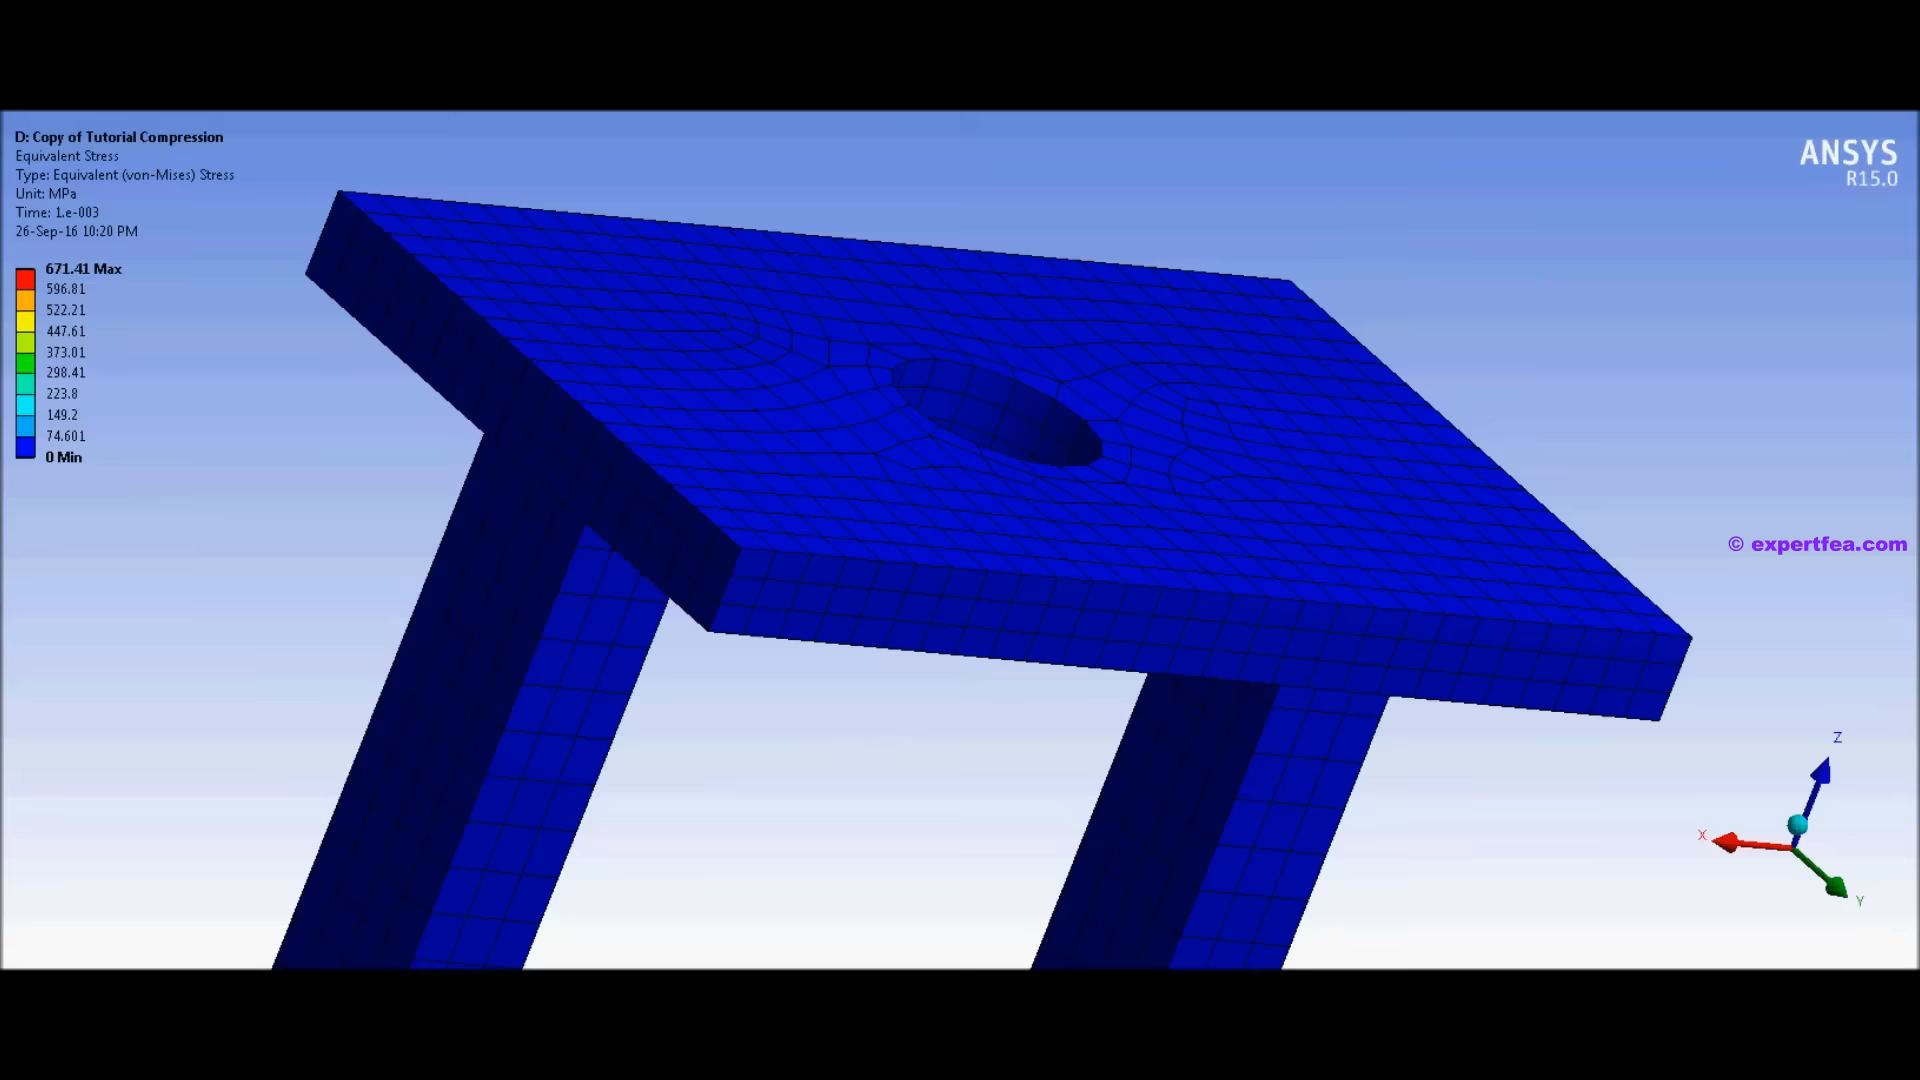 D: Copy of Tutorial Compression
Equivalent Stress
Type: Equivalent (von-Mises) Stress
Unit: MPa
Time: 1.e-003
26-Sep-16 10:20 PM
671.41 Max
596.81
522.21
447.61
373.01
298.41
223.8
149.2
74.601
0 Min
ANSYS
R15.0
© expertfea.com
Z
X
Y